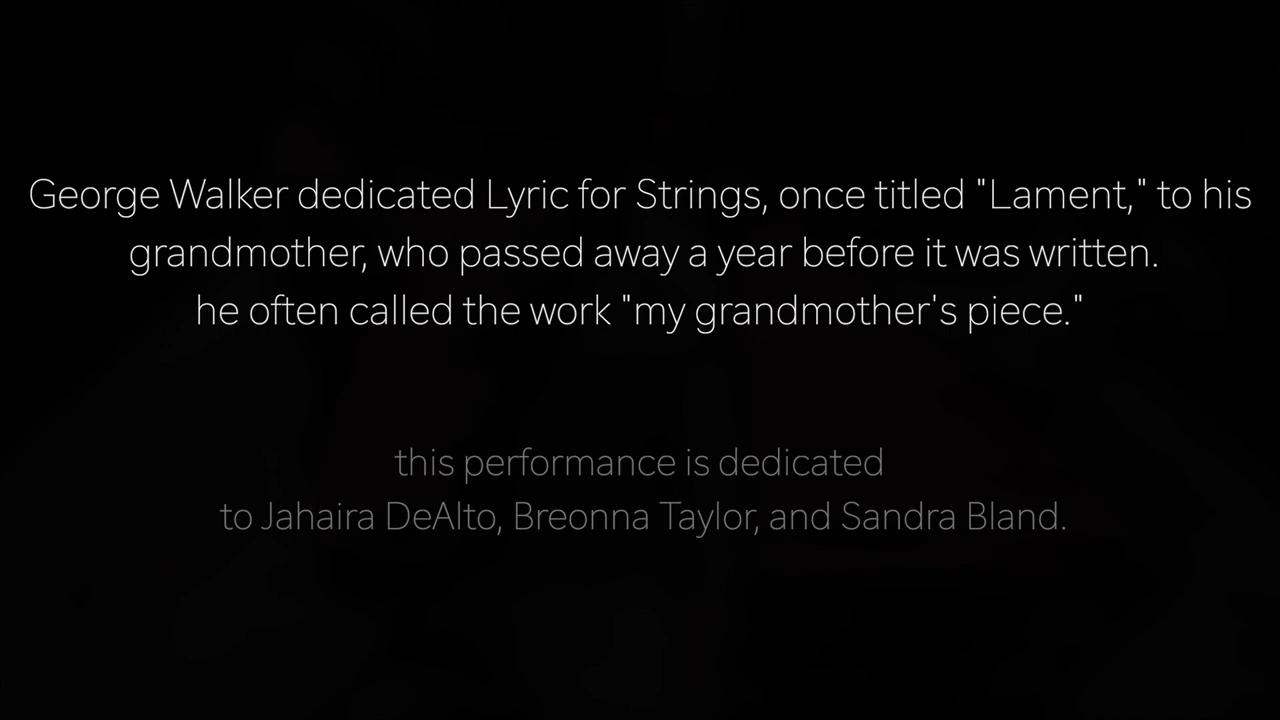 George Walker dedicated Lyric for Strings, once titled "Lament," to his
grandmother, who passed away a year before it was written.
he often called the work "my grandmother's piece."
this performance is dedicated
to Jahaira DeAlto, Breonna Taylor, and Sandra Bland.